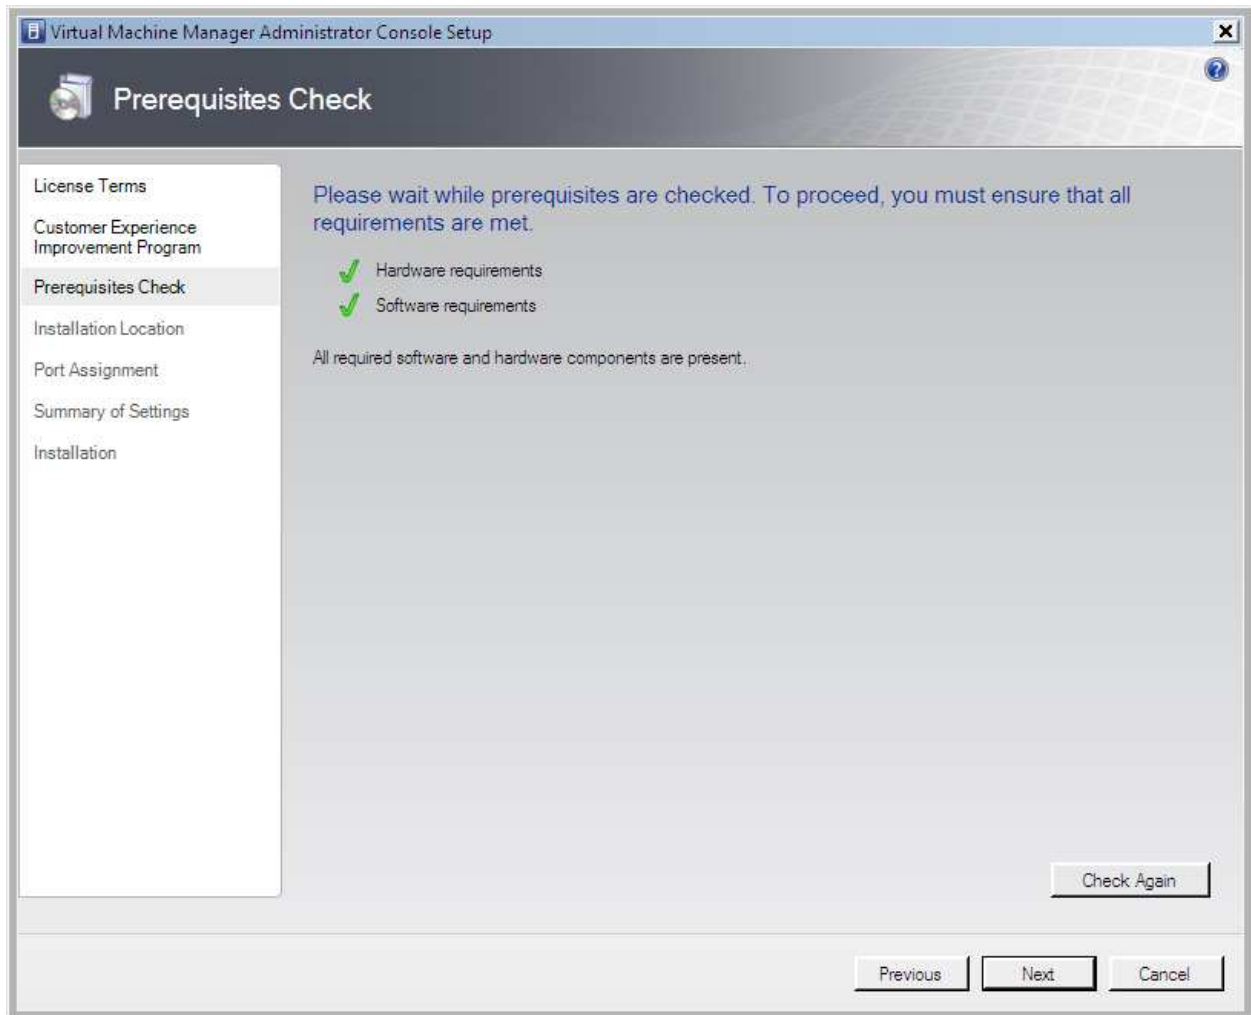 Virtual Machine Manager Administrator Console Setup
Prerequisites Check
License Terms
Customer Experience
Improvement Program
Prerequisites Check
Installation Location
Port Assignment
Summary of Settings
Installation
Please wait while prerequisites are checked. To proceed, you must ensure that all
requirements are met.
Hardware requirements
Software requirements
All required software and hardware components are present.
Check Again
Previous
Next
Cancel